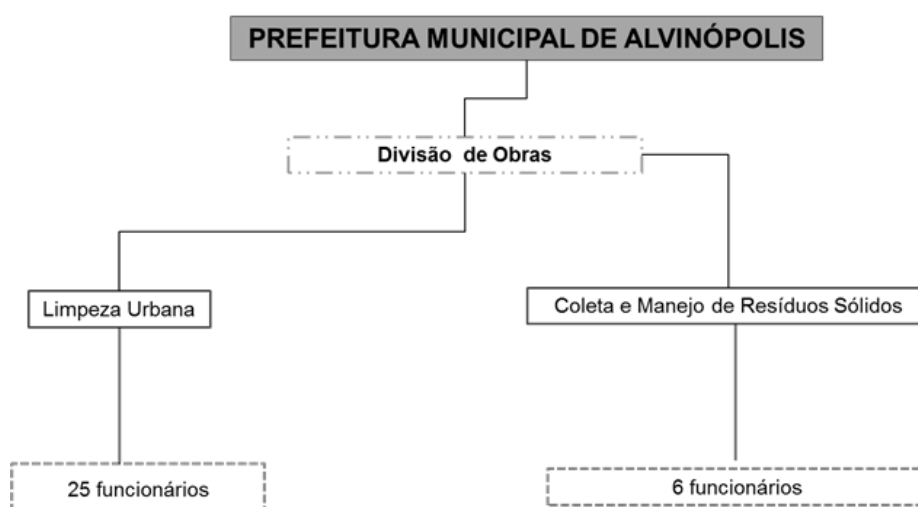 PREFEITURA MUNICIPAL DE ALVINÓPOLIS
Divisão de Obras
Limpeza Urbana
Coleta e Manejo de Resíduos Sólidos
25 funcionários
6 funcionários